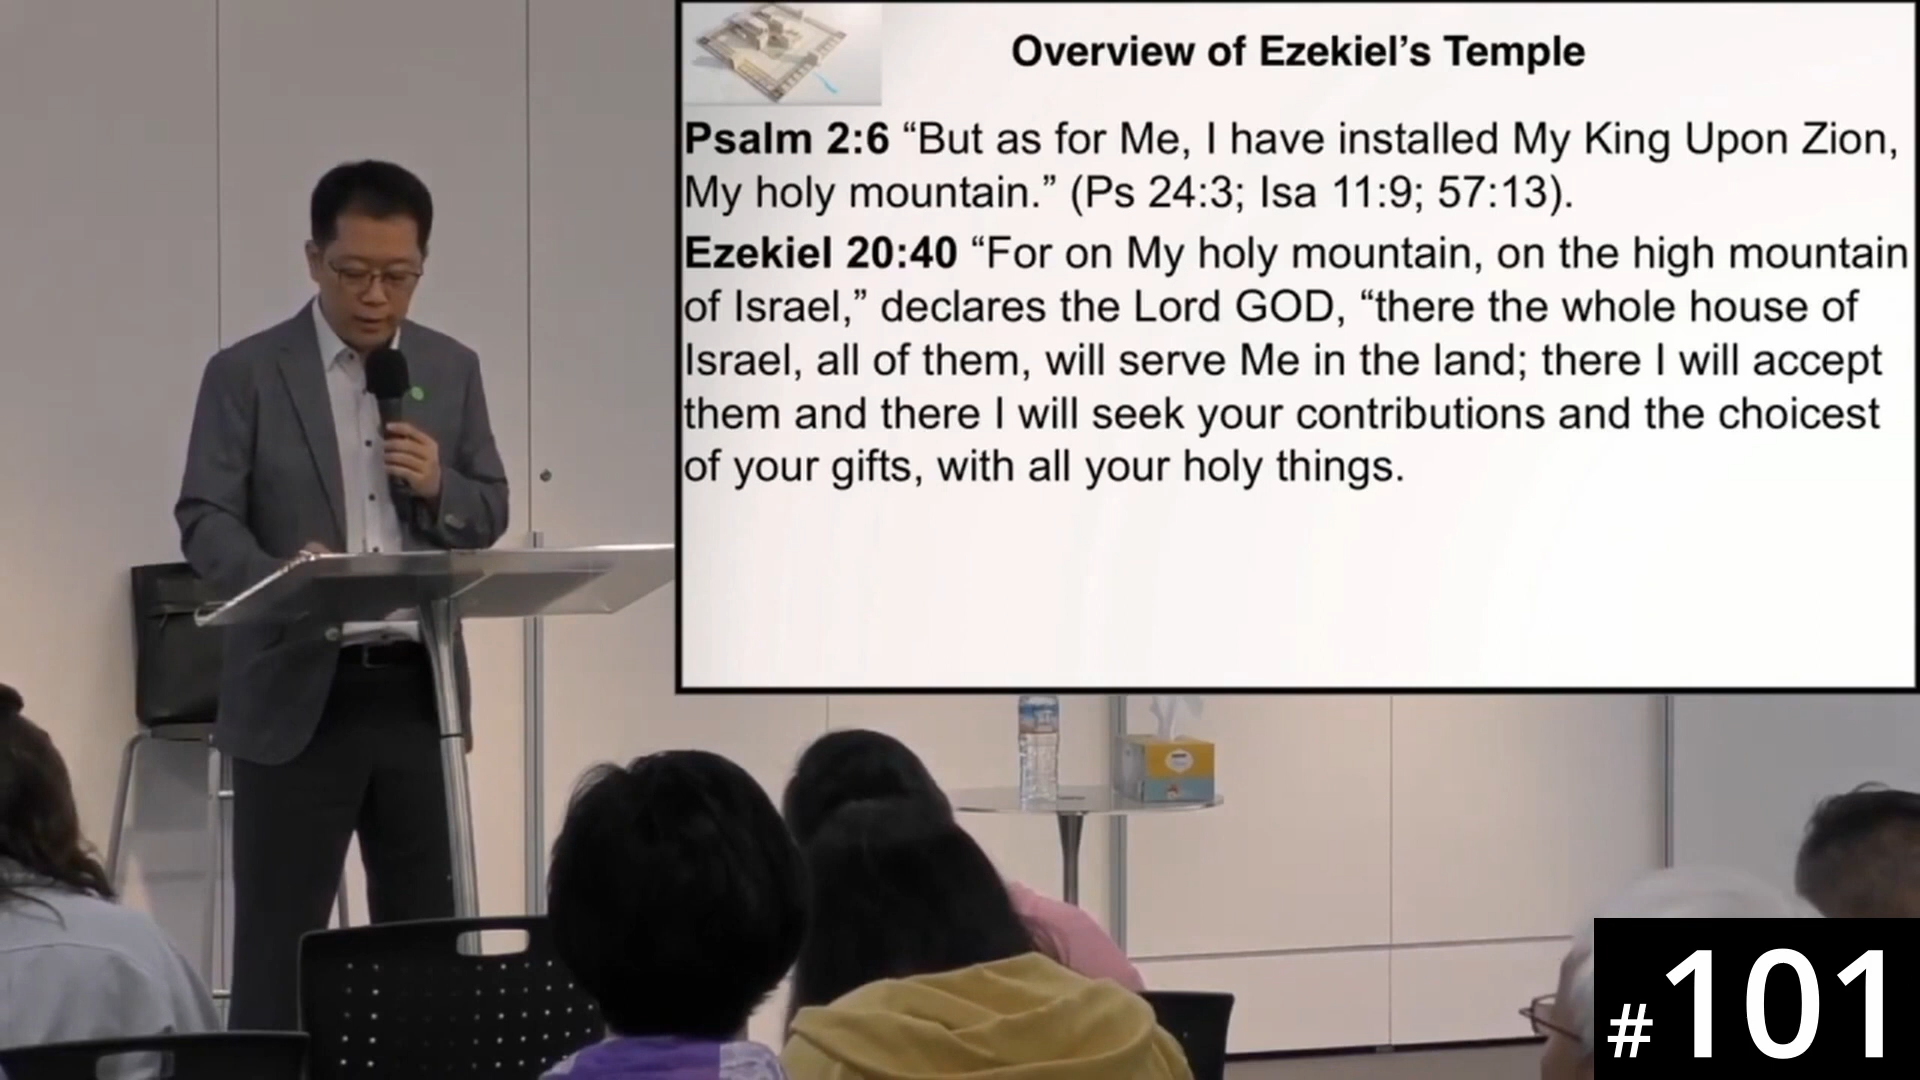 Overview of Ezekiel’s Temple
Psalm 2:6 “But as for Me, I have installed My King Upon Zion,
My holy mountain.” (Ps 24:3; Isa 11:9; 57:13).
Ezekiel 20:40 “For on My holy mountain, on the high mountain
of Israel,” declares the Lord GOD, “there the whole house of
Israel, all of them, will serve Me in the land; there I will accept
them and there I will seek your contributions and the choicest
of your gifts, with all your holy things.
#101